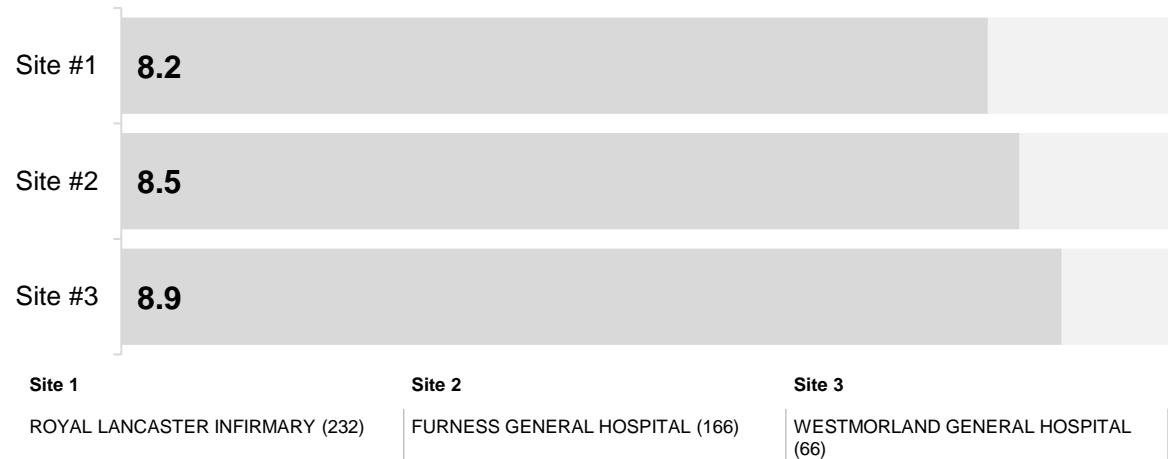 Site #1
8.2
Site #2
8.5
Site #3
8.9
Site 1
Site 2
Site 3
ROYAL LANCASTER INFIRMARY (232)
FURNESS GENERAL HOSPITAL (166)
WESTMORLAND GENERAL HOSPITAL
(66)